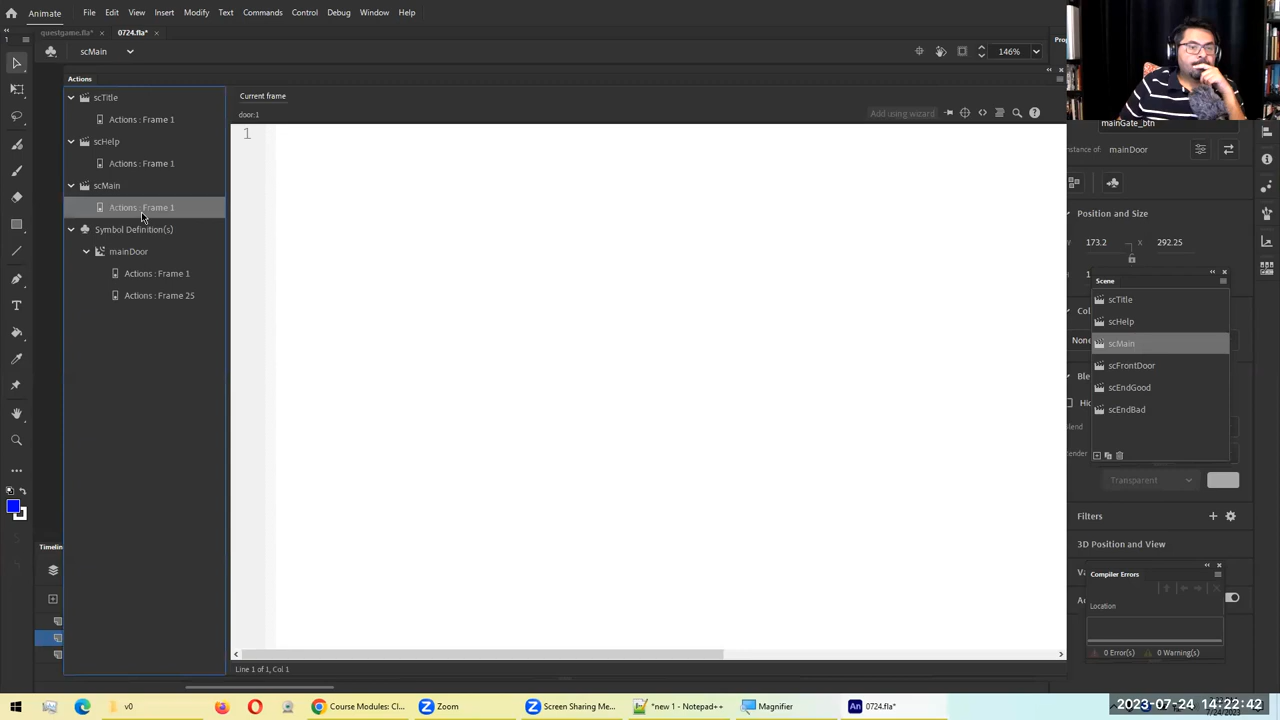 Animate File Edit View Insert Modify Text Commands Control Debug Window Help
questgame.fla* × 0724.fla* ×
scMain 146%
Actions
scTitle
Actions : Frame 1
scHelp
Actions : Frame 1
scMain
Actions : Frame 1
Symbol Definition(s)
mainDoor
Actions : Frame 1
Actions : Frame 25
Current frame
door:1
Add using wizard
1
Line 1 of 1, Col 1
mainGate_btn
mainDoor
Position and Size
W 173.2 292.25
Scene
scTitle
scHelp
scMain
scFrontDoor
scEndGood
scEndBad
Transparent
Filters
3D Position and View
Compiler Errors
Location
0 Error(s) 0 Warning(s)
v0 Course Modules: Cl... Zoom Screen Sharing Me... *new 1 - Notepad++ Magnifier 0724.fla*
2023-07-24 14:22:42